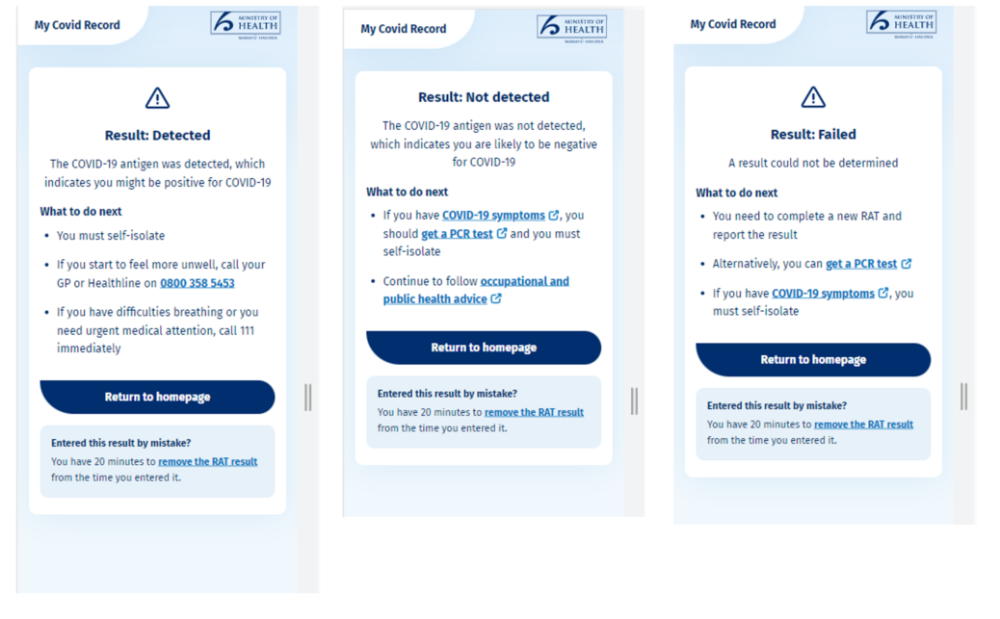 My Covid Record
MINISTRY OF
HEALTH
MANATŪ HAUORA
Result: Detected
The COVID-19 antigen was detected, which
indicates you might be positive for COVID-19
What to do next
• You must self-isolate
• If you start to feel more unwell, call your
GP or Healthline on 0800 358 5453
• If you have difficulties breathing or you
need urgent medical attention, call 111
immediately
Return to homepage
Entered this result by mistake?
You have 20 minutes to remove the RAT result
from the time you entered it.
My Covid Record
MINISTRY OF
HEALTH
MANATŪ HAUORA
Result: Not detected
The COVID-19 antigen was not detected,
which indicates you are likely to be negative
for COVID-19
What to do next
• If you have COVID-19 symptoms, you
should get a PCR test and you must
self-isolate
• Continue to follow occupational and
public health advice
Return to homepage
Entered this result by mistake?
You have 20 minutes to remove the RAT result
from the time you entered it.
My Covid Record
MINISTRY OF
HEALTH
MANATŪ HAUORA
Result: Failed
A result could not be determined
What to do next
• You need to complete a new RAT and
report the result
• Alternatively, you can get a PCR test
• If you have COVID-19 symptoms, you
must self-isolate
Return to homepage
Entered this result by mistake?
You have 20 minutes to remove the RAT result
from the time you entered it.